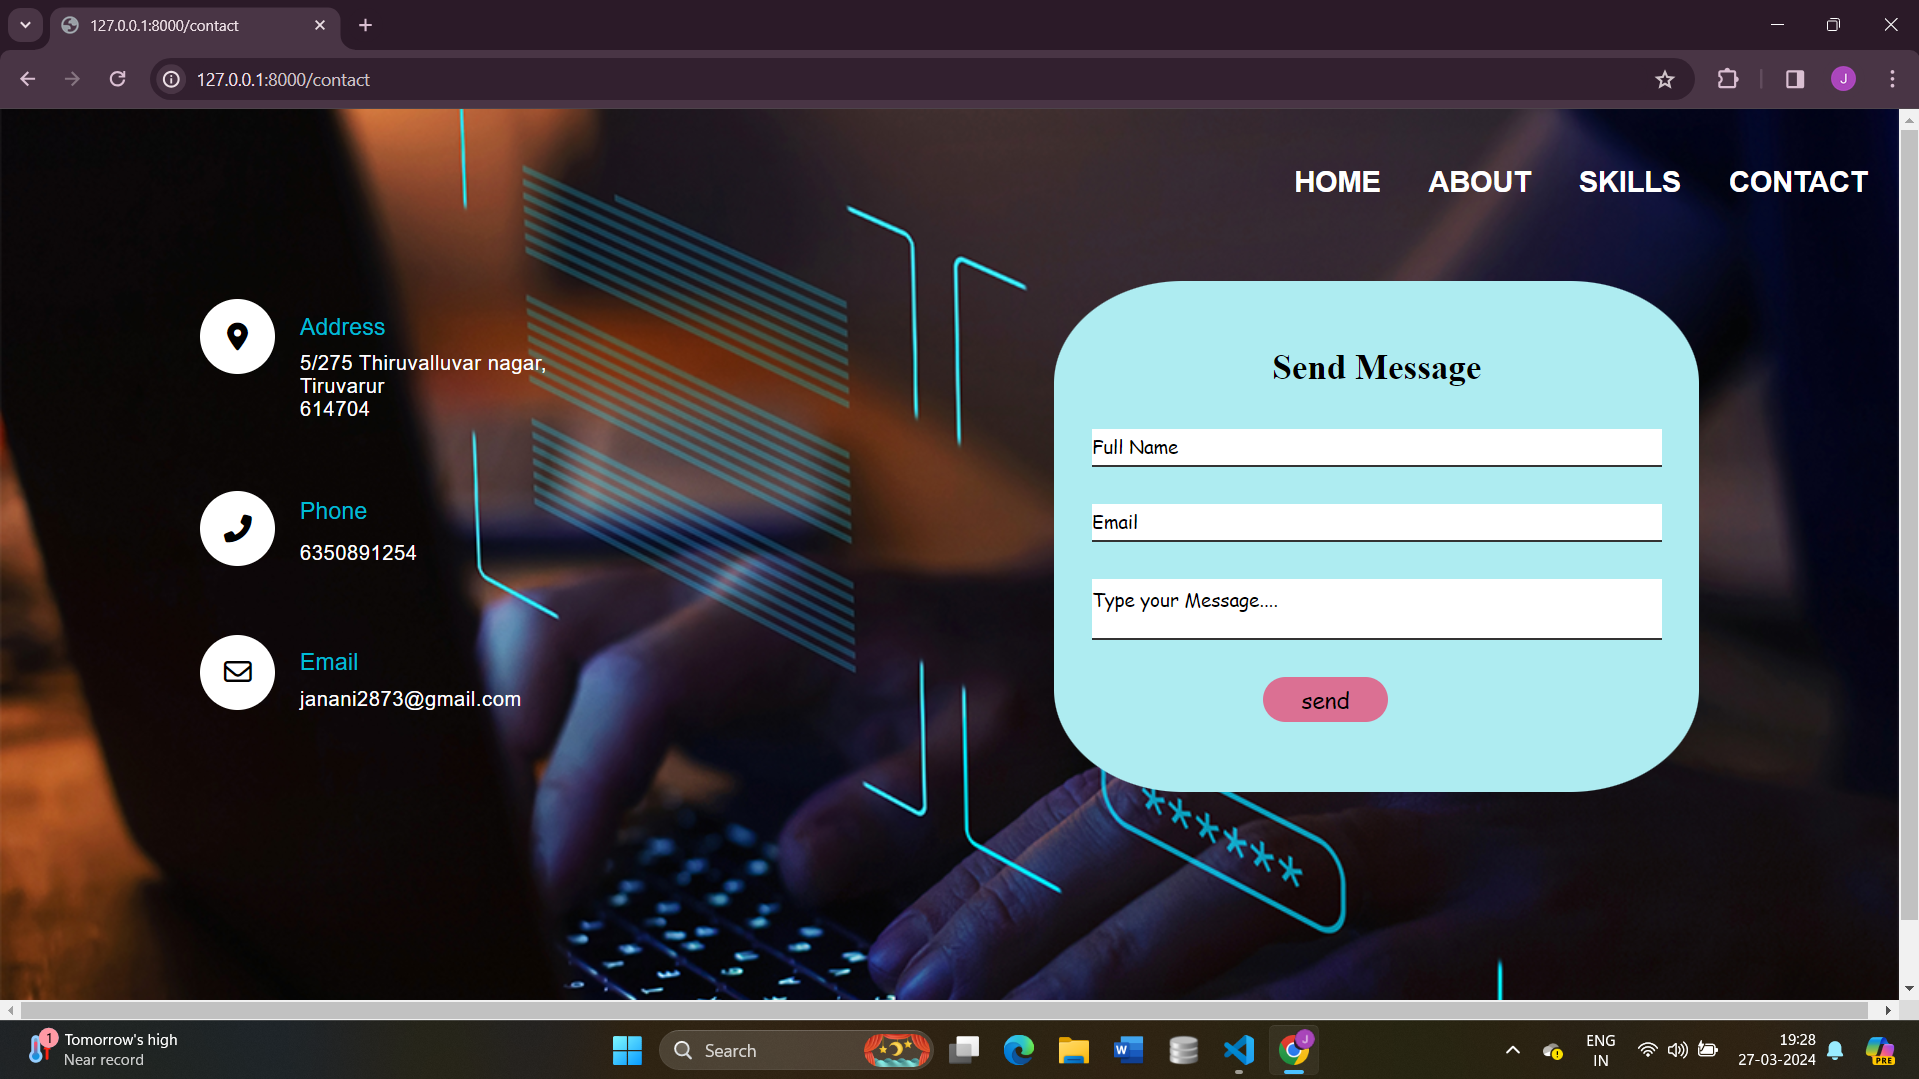 127.0.0.1:8000/contact
127.0.0.1:8000/contact
J
HOME ABOUT SKILLS CONTACT
Address
5/275 Thiruvalluvar nagar,
Tiruvarur
614704
Phone
6350891254
Email
janani2873@gmail.com
Send Message
Full Name
Email
Type your Message....
send
******
1
Tomorrow's high
Near record
Search
W
J
ENG
IN
19:28
27-03-2024
PRE